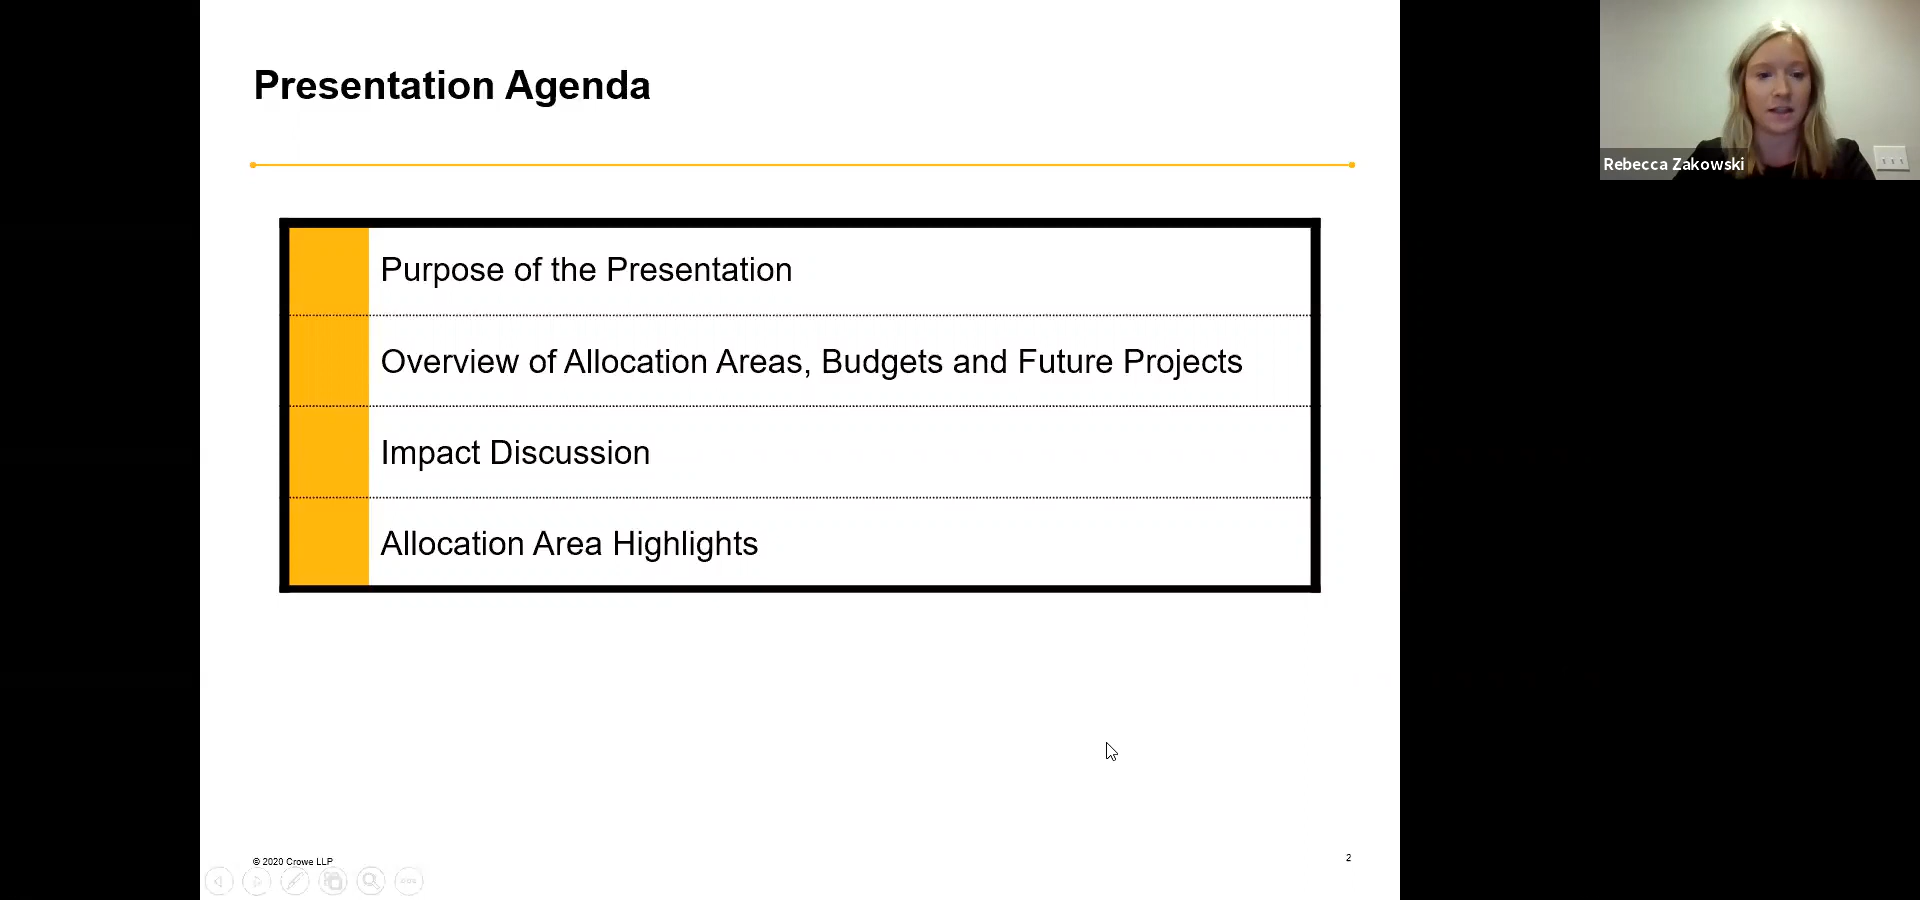 Presentation Agenda
Rebecca Zakowski
Purpose of the Presentation
Overview of Allocation Areas, Budgets and Future Projects
Impact Discussion
Allocation Area Highlights
© 2020 Crowe LLP
2